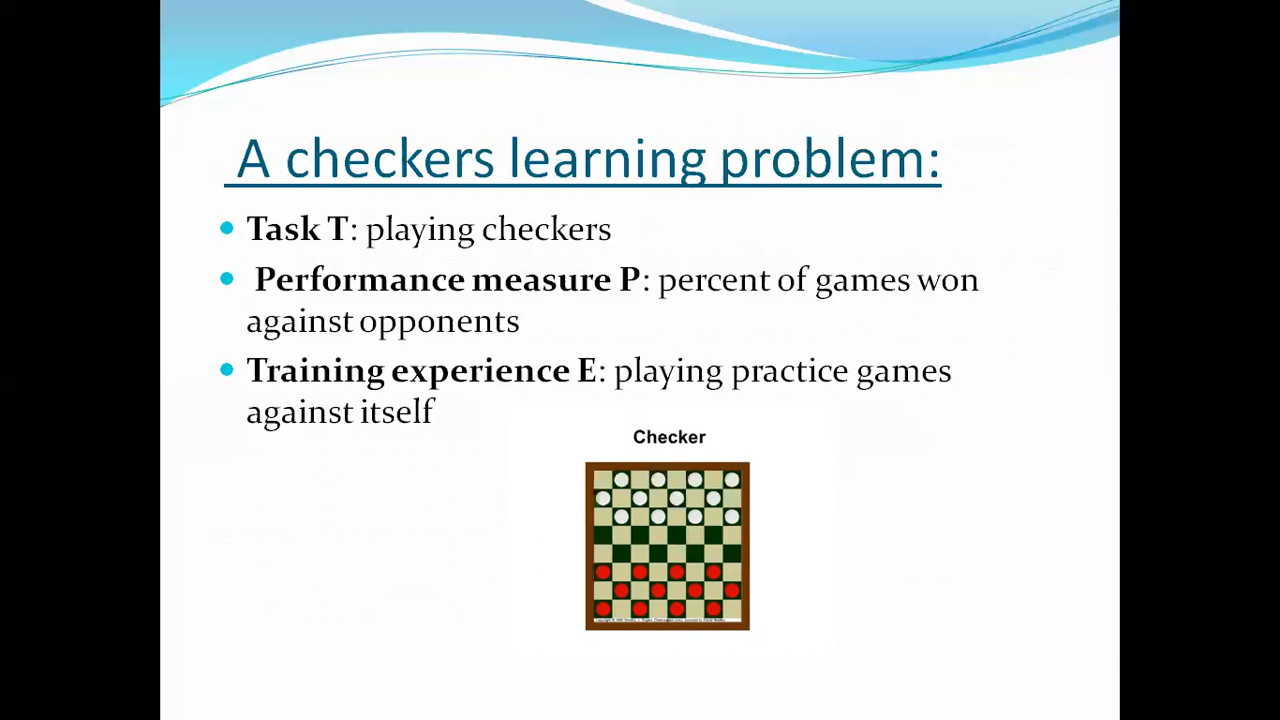 A checkers learning problem:
Task T: playing checkers
Performance measure P: percent of games won
against opponents
Training experience E: playing practice games
against itself
Checker